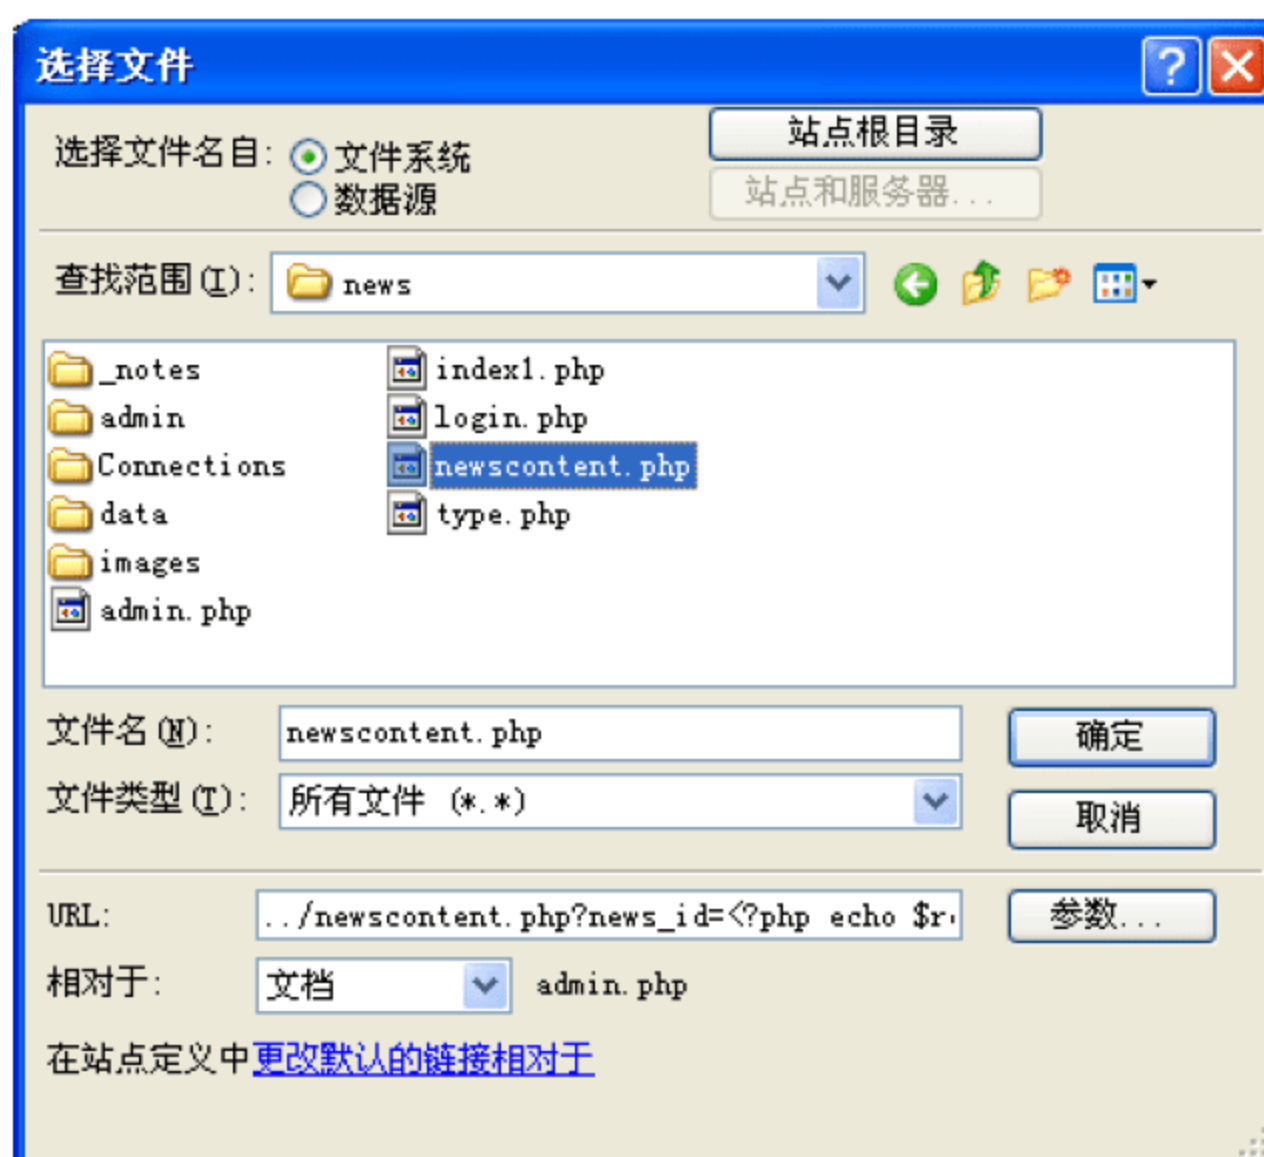 选择文件
选择文件名自: 文件系统 站点根目录
数据源 站点和服务器...
查找范围(I): news
_notes index1.php
admin login.php
Connections newscontent.php
data type.php
images
admin.php
文件名(N): newscontent.php 确定
文件类型(T): 所有文件 (*.*) 取消
URL: ../newscontent.php?news_id=<?php echo $r 参数...
相对于: 文档 admin.php
在站点定义中更改默认的链接相对于